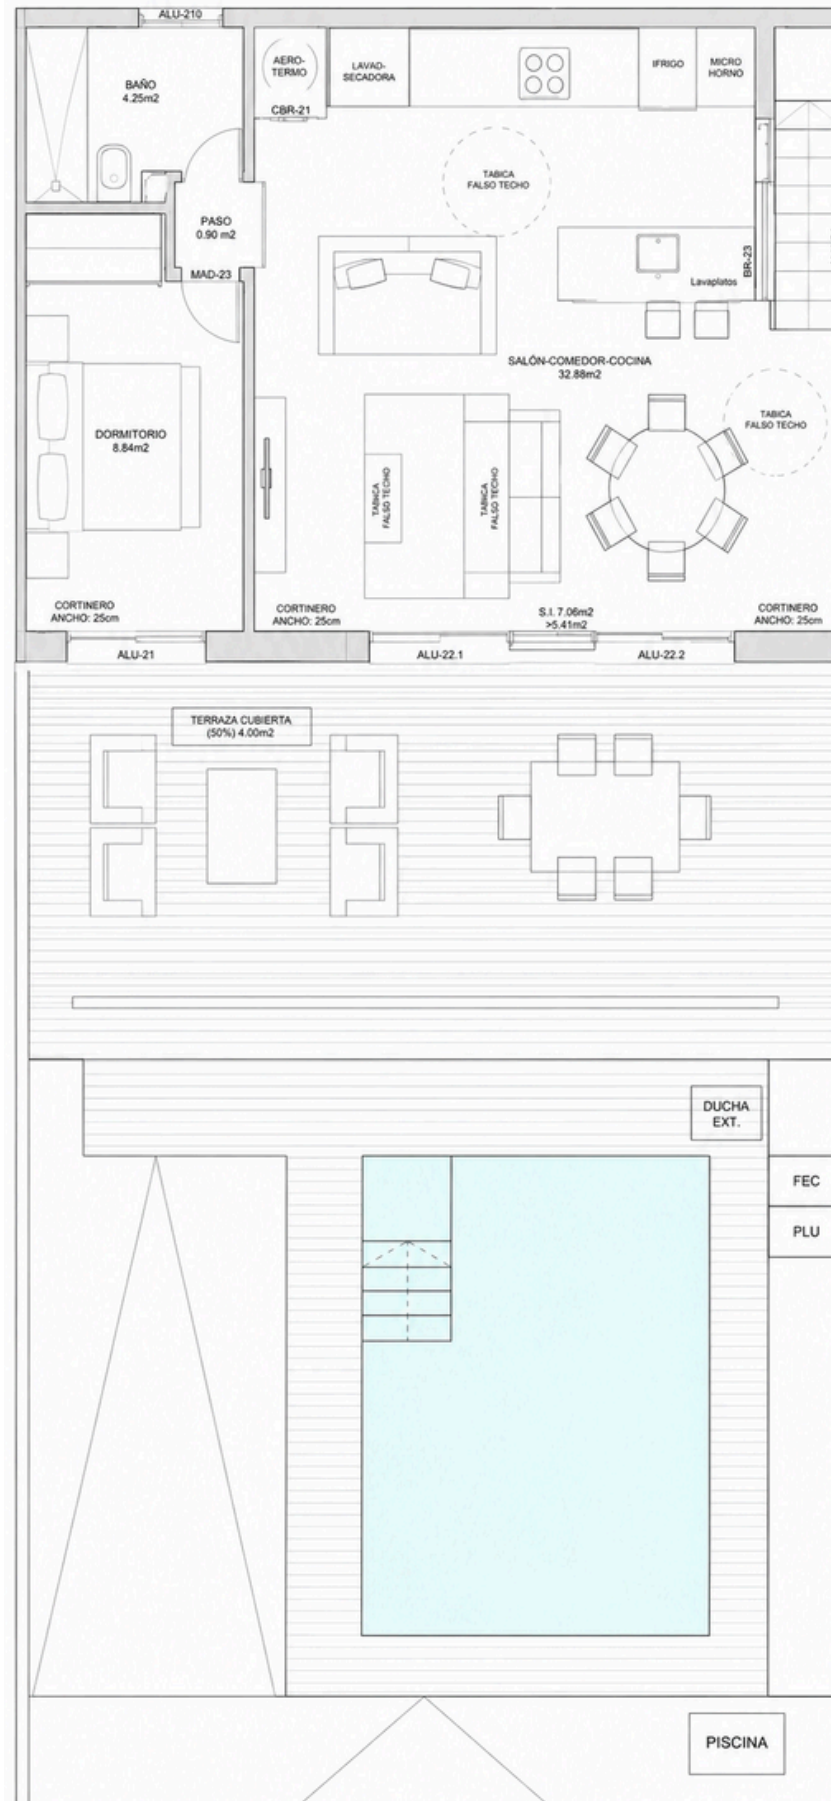 ALU-210
BAÑO
4.25m2
AERO-
TERMO
LAVAD-
SECADORA
IFRIGO
MICRO
HORNO
CBR-21
TABICA
FALSO TECHO
PASO
0.90 m2
MAD-23
BR-23
Lavaplatos
SALÓN-COMEDOR-COCINA
32.88m2
TABICA
FALSO TECHO
DORMITORIO
8.84m2
TABICA
FALSO TECHO
TABICA
FALSO TECHO
CORTINERO
ANCHO: 25cm
CORTINERO
ANCHO: 25cm
S.I. 7.06m2
>5.41m2
CORTINERO
ANCHO: 25cm
ALU-21
ALU-22.1
ALU-22.2
TERRAZA CUBIERTA
(50%) 4.00m2
DUCHA
EXT.
FEC
PLU
PISCINA